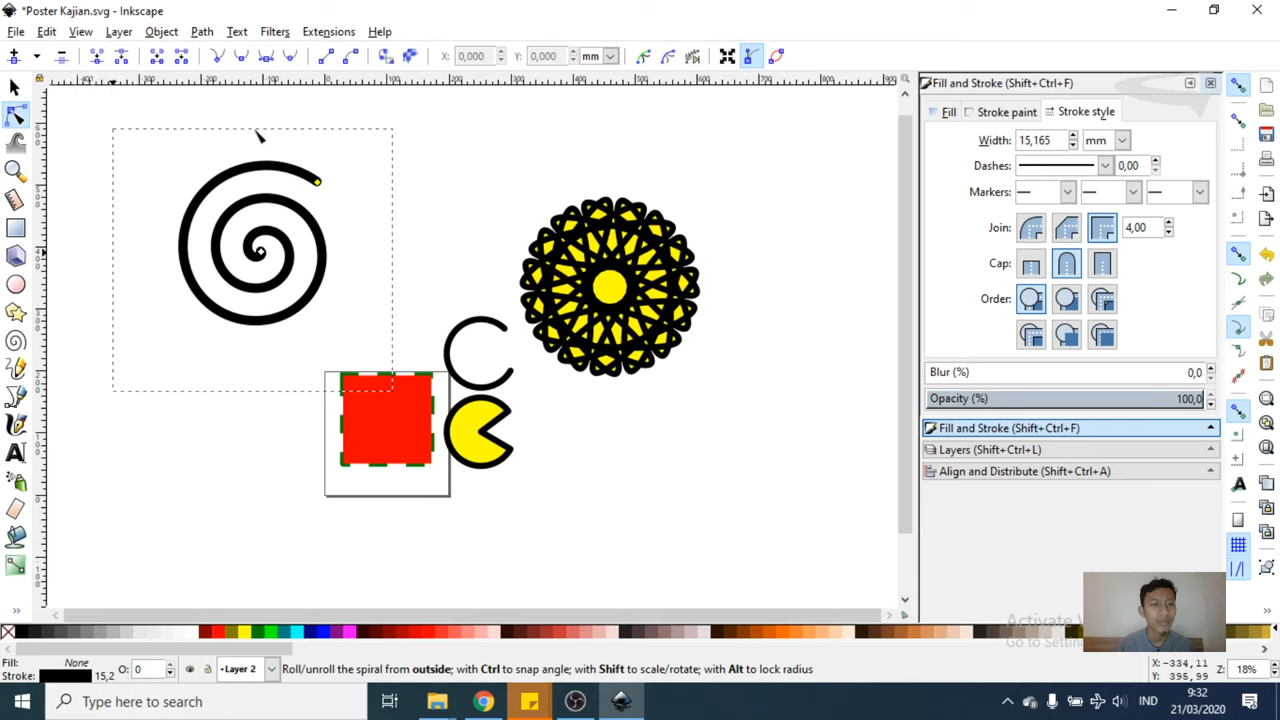 *Poster Kajian.svg - Inkscape
File Edit View Layer Object Path Text Filters Extensions Help
X: 0,000 Y: 0,000 mm
Fill and Stroke (Shift+Ctrl+F)
Fill Stroke paint Stroke style
Width: 15,165 mm
Dashes: 0,00
Markers:
Join: 4,00
Cap:
Order:
Blur (%) 0,0
Opacity (%) 100,0
Fill and Stroke (Shift+Ctrl+F)
Layers (Shift+Ctrl+L)
Align and Distribute (Shift+Ctrl+A)
Go to Setti
Fill: None
Stroke: 15,2
O: 0
Layer 2
Roll/unroll the spiral from outside; with Ctrl to snap angle; with Shift to scale/rotate; with Alt to lock radius
X: -334,11
Y: 395,99
Z: 18%
Type here to search
IND
9:32
21/03/2020